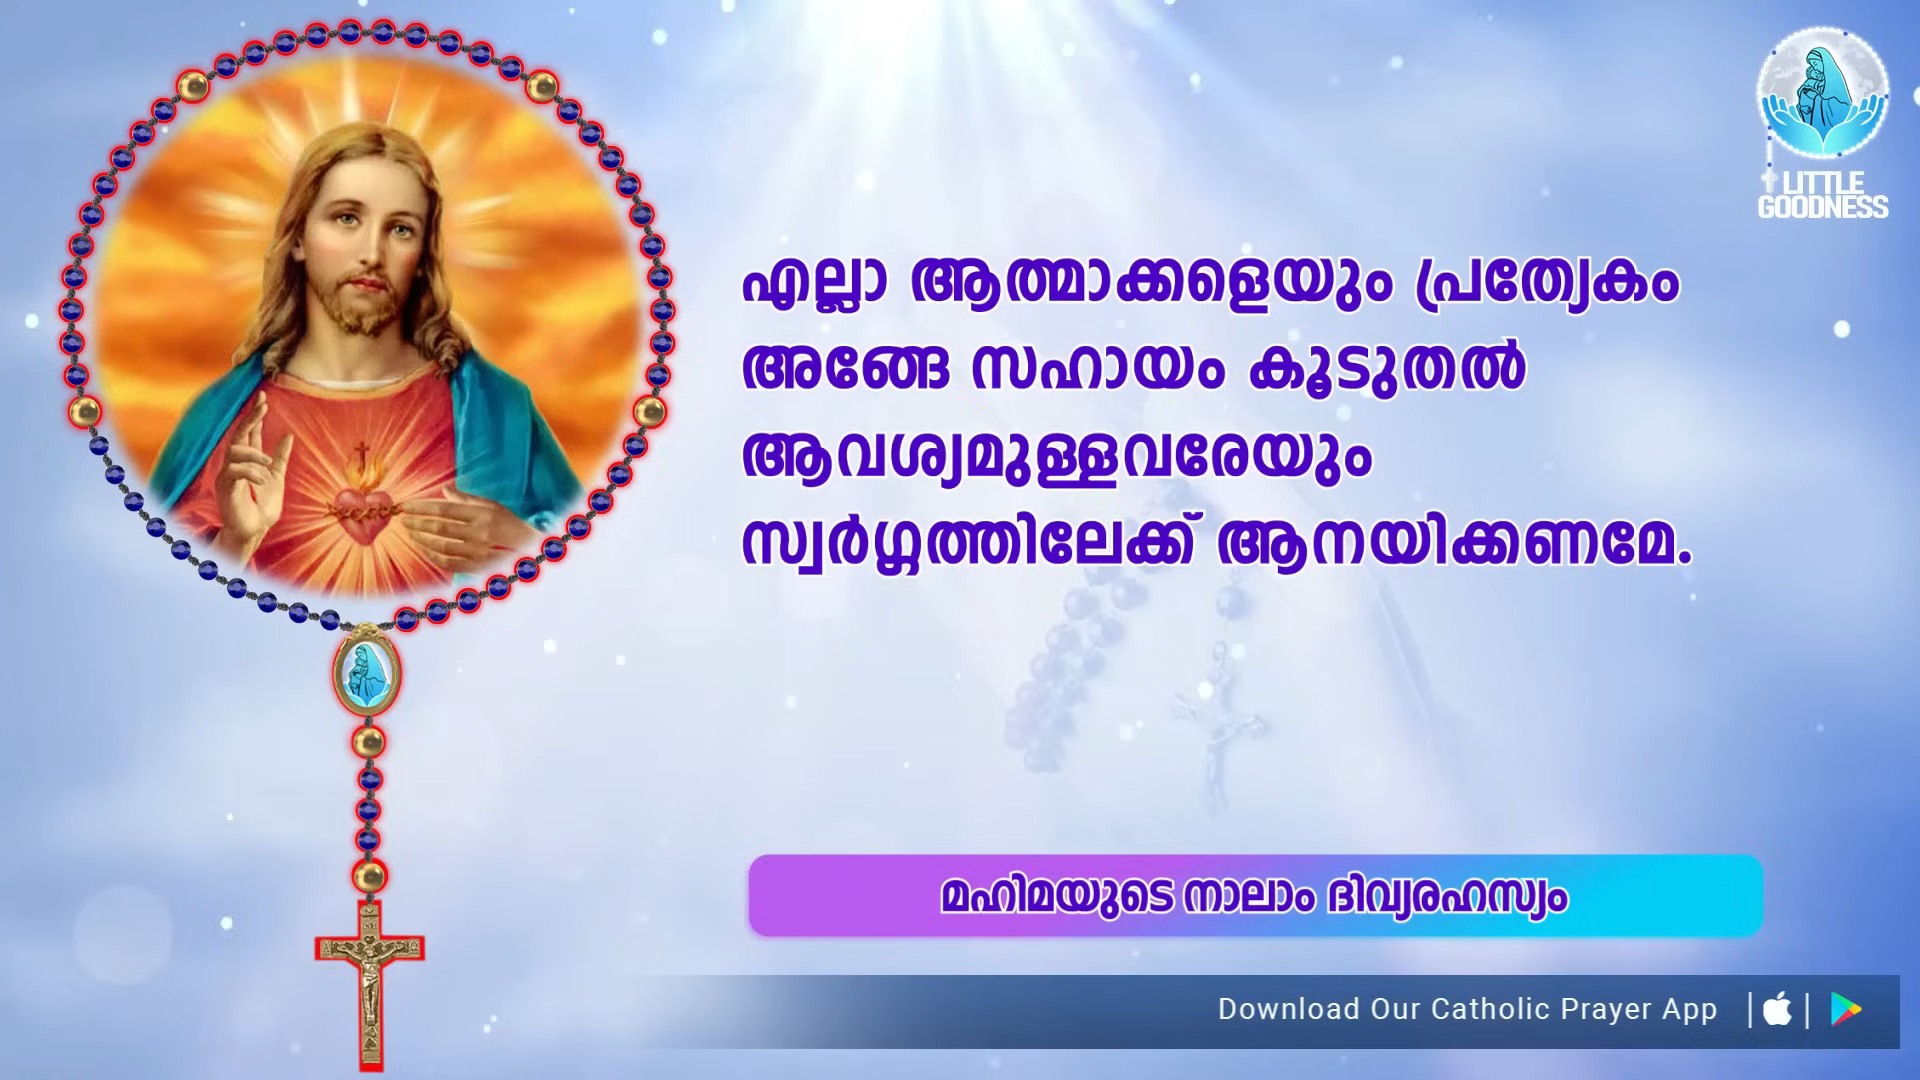 LITTLE
GOODNESS
എല്ലാ ആത്മാക്കളെയും പ്രത്യേകം
അങ്ങേ സഹായം കൂടുതൽ
ആവശ്യമുള്ളവരേയും
സ്വർഗ്ഗത്തിലേക്ക് ആനയിക്കണമേ.
മഹിമയുടെ നാലാം ദിവ്യരഹസ്യം
Download Our Catholic Prayer App